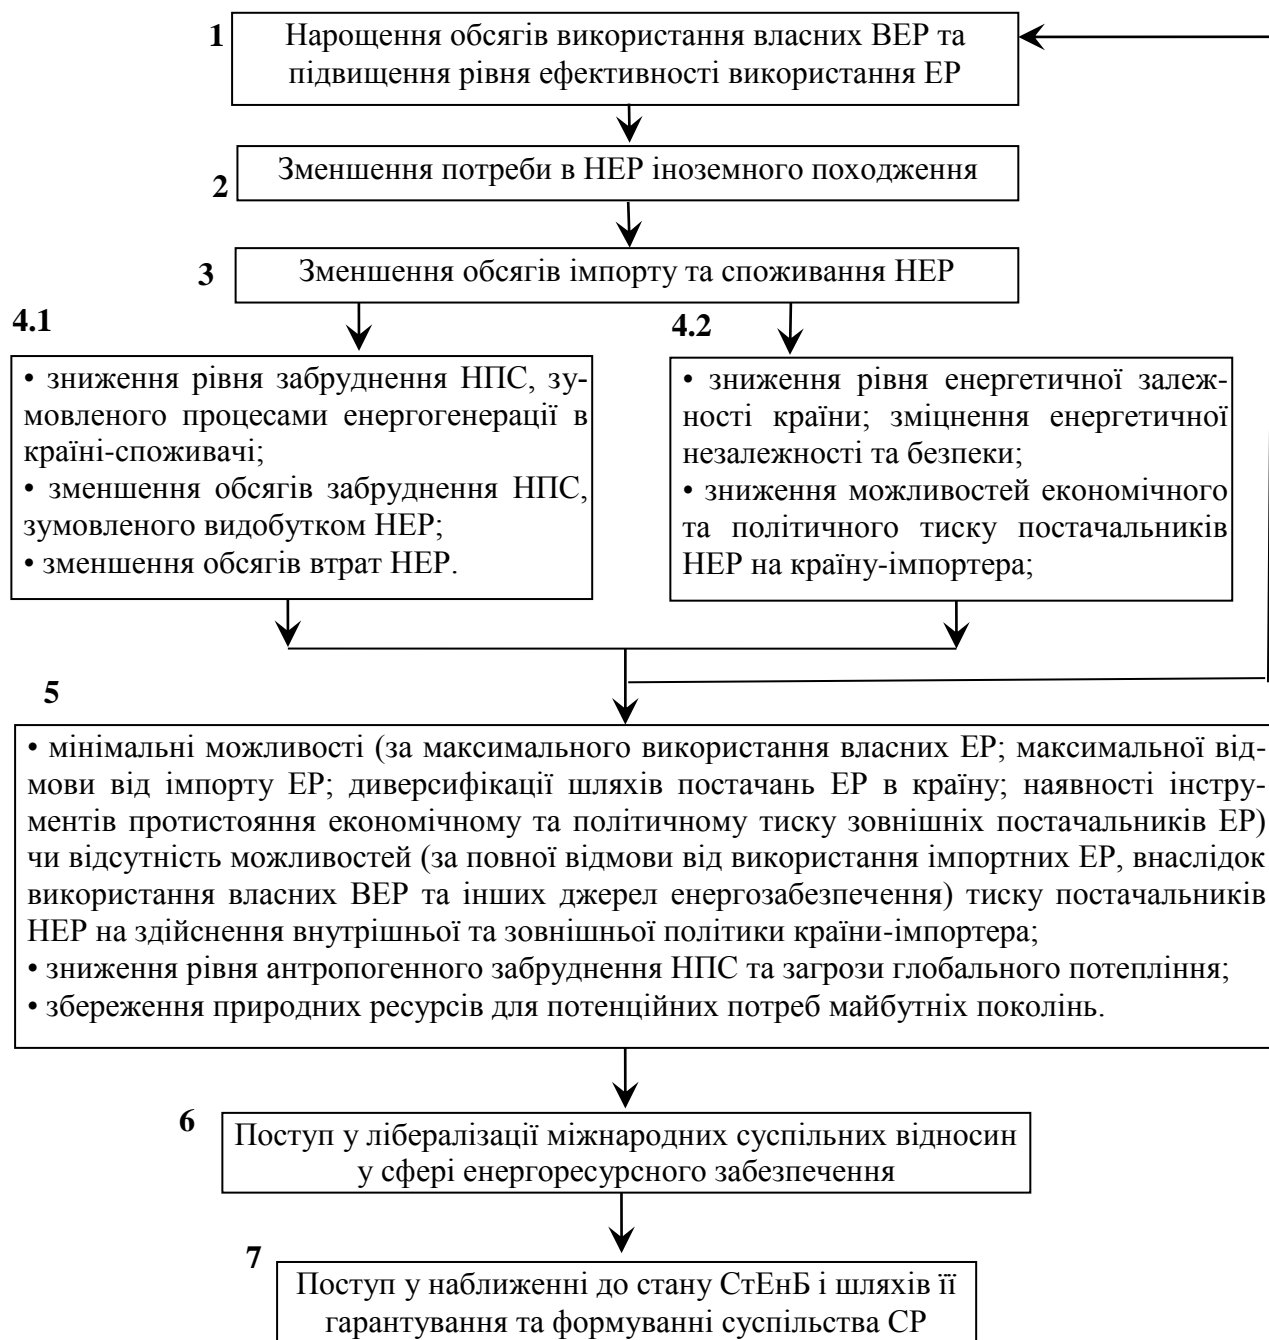 1
Нарощення обсягів використання власних ВЕР та
підвищення рівня ефективності використання ЕР
2
Зменшення потреби в НЕР іноземного походження
3
Зменшення обсягів імпорту та споживання НЕР
4.1
• зниження рівня забруднення НПС, зу-
мовленого процесами енергогенерації в
країні-споживачі;
• зменшення обсягів забруднення НПС,
зумовленого видобутком НЕР;
• зменшення обсягів втрат НЕР.
4.2
• зниження рівня енергетичної залеж-
ності країни; зміцнення енергетичної
незалежності та безпеки;
• зниження можливостей економічного
та політичного тиску постачальників
НЕР на країну-імпортера;
5
• мінімальні можливості (за максимального використання власних ЕР; максимальної від-
мови від імпорту ЕР; диверсифікації шляхів постачань ЕР в країну; наявності інстру-
ментів протистояння економічному та політичному тиску зовнішніх постачальників ЕР)
чи відсутність можливостей (за повної відмови від використання імпортних ЕР, внаслідок
використання власних ВЕР та інших джерел енергозабезпечення) тиску постачальників
НЕР на здійснення внутрішньої та зовнішньої політики країни-імпортера;
• зниження рівня антропогенного забруднення НПС та загрози глобального потепління;
• збереження природних ресурсів для потенційних потреб майбутніх поколінь.
6
Поступ у лібералізації міжнародних суспільних відносин
у сфері енергоресурсного забезпечення
7
Поступ у наближенні до стану СтЕнБ і шляхів її
гарантування та формуванні суспільства СР